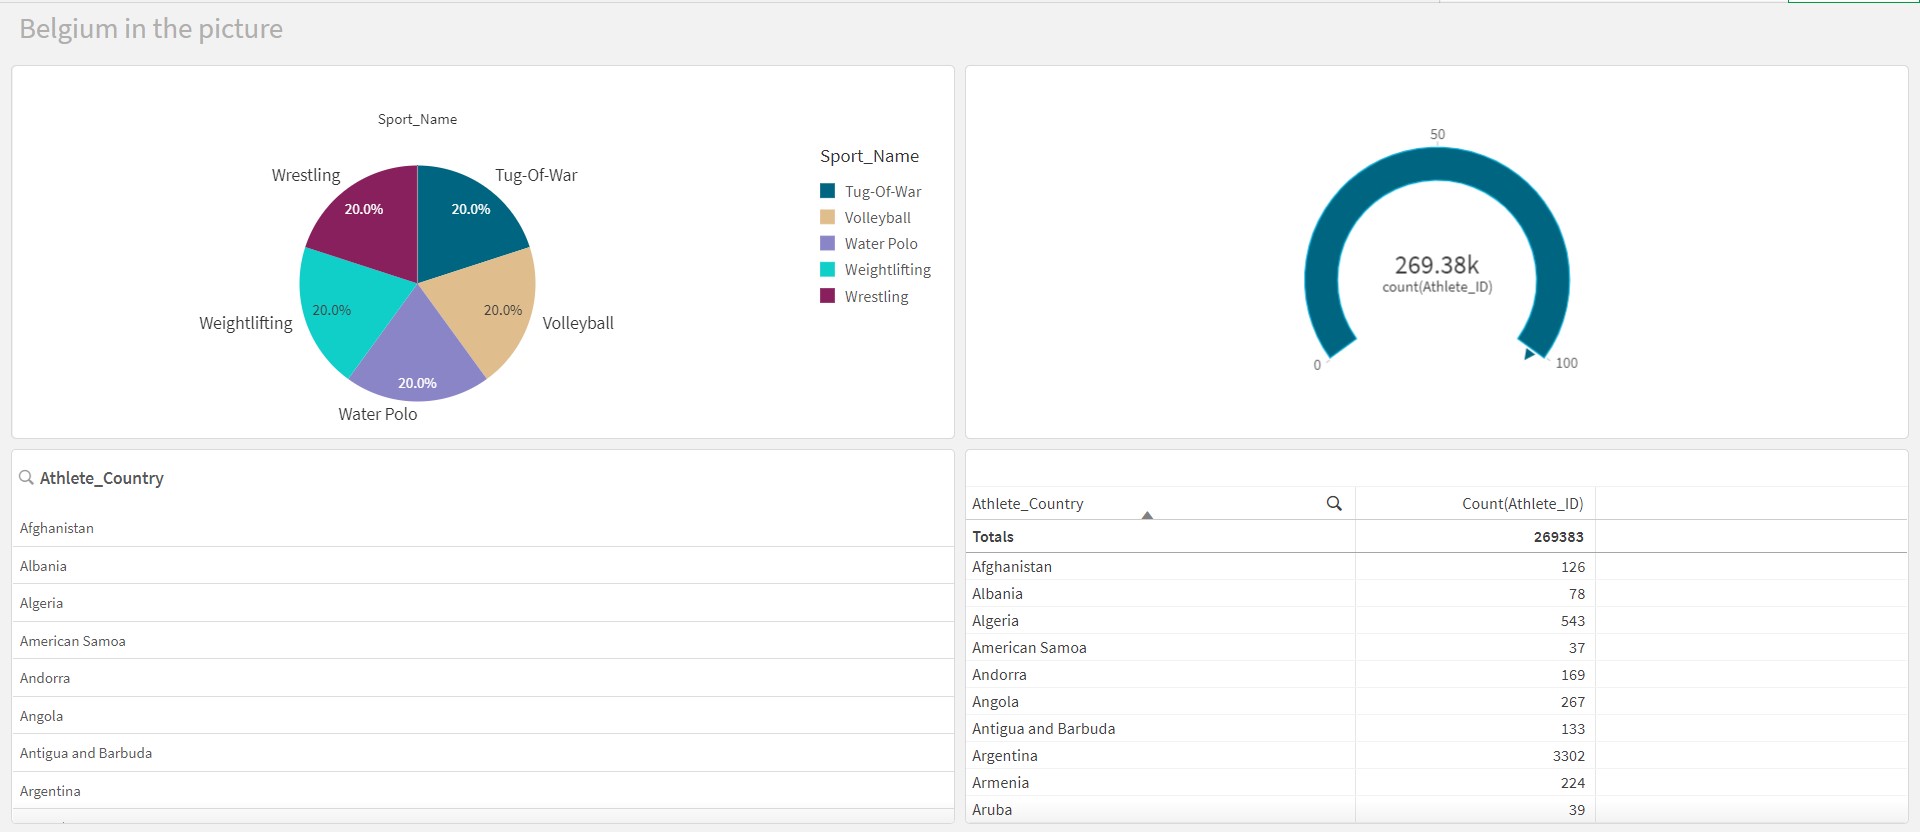 Belgium in the picture
Sport_Name
Wrestling
Tug-Of-War
20.0%
20.0%
20.0%
20.0%
Weightlifting
Volleyball
20.0%
Water Polo
Sport_Name
Tug-Of-War
Volleyball
Water Polo
Weightlifting
Wrestling
50
269.38k
count(Athlete_ID)
0
100
Athlete_Country
Afghanistan
Albania
Algeria
American Samoa
Andorra
Angola
Antigua and Barbuda
Argentina
Athlete_Country Count(Athlete_ID)
Totals 269383
Afghanistan 126
Albania 78
Algeria 543
American Samoa 37
Andorra 169
Angola 267
Antigua and Barbuda 133
Argentina 3302
Armenia 224
Aruba 39